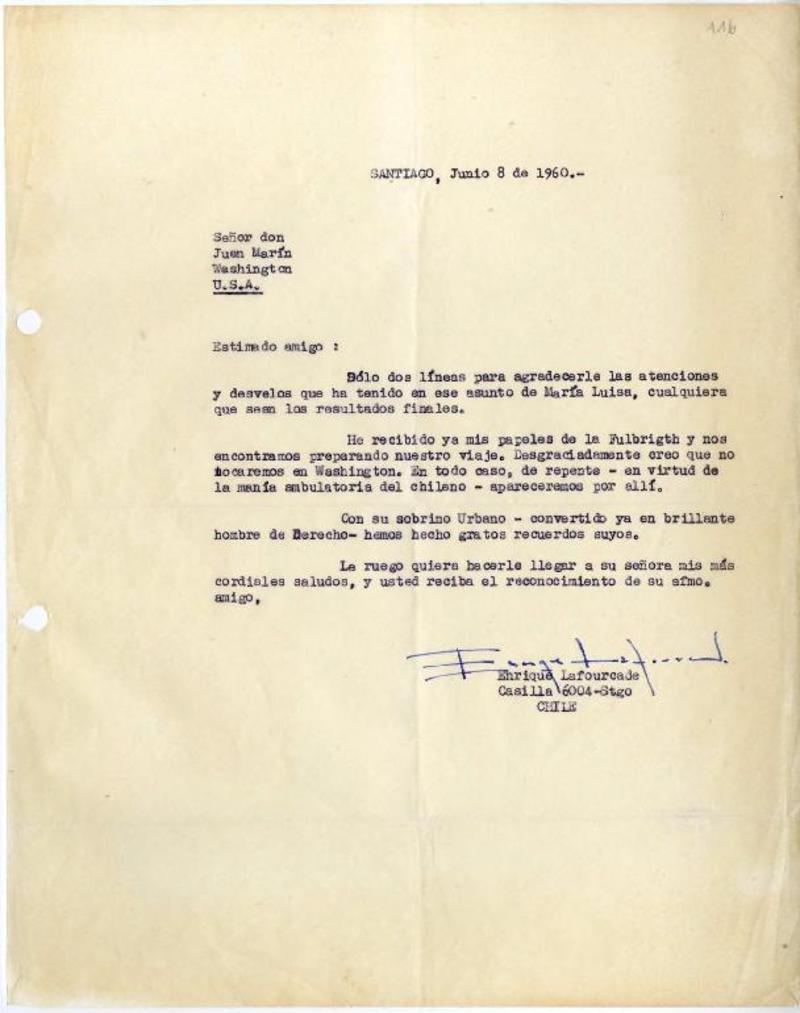 116
SANTIAGO, Junio 8 de 1960.-
Señor don
Juan Marín
Washington
U.S.A.
Estimado amigo :
Sólo dos líneas para agradecerle las atenciones
y desvelos que ha tenido en ese asunto de María Luisa, cualquiera
que sean los resultados finales.
He recibido ya mis papeles de la Fulbrigth y nos
encontramos preparando nuestro viaje. Desgraciadamente creo que no
tocaremos en Washington. En todo caso, de repente - en virtud de
la manía ambulatoria del chileno - apareceremos por allí.
Con su sobrino Urbano - convertido ya en brillante
hombre de Derecho- hemos hecho gratos recuerdos suyos.
Le ruego quiera hacerle llegar a su señora mis más
cordiales saludos, y usted reciba el reconocimiento de su afmo.
amigo,
Enrique Lafourcade
Enrique Lafourcade
Casilla 6004-Stgo
CHILE